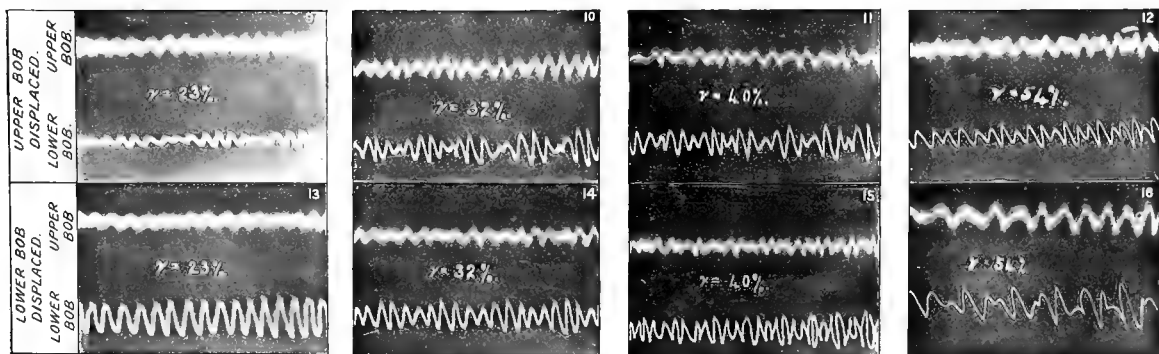 UPPER BOB DISPLACED.
LOWER BOB. UPPER BOB.
9
γ = 23%.
10
γ = 32%
11
γ = 40%.
12
γ = 54%.
LOWER BOB DISPLACED.
LOWER BOB UPPER BOB
13
γ = 23%
14
γ = 32%
15
γ = 40%
16
γ = 54%